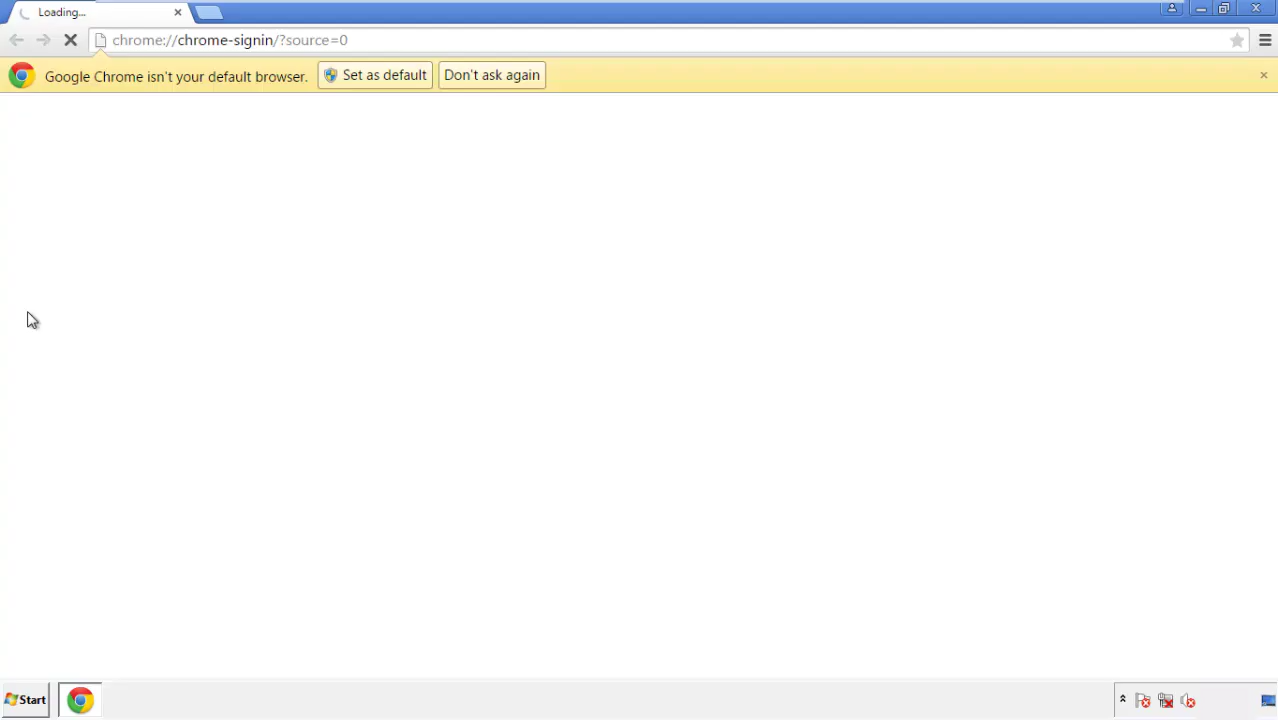 Loading...
chrome://chrome-signin/?source=0
Google Chrome isn't your default browser. Set as default Don't ask again
Start